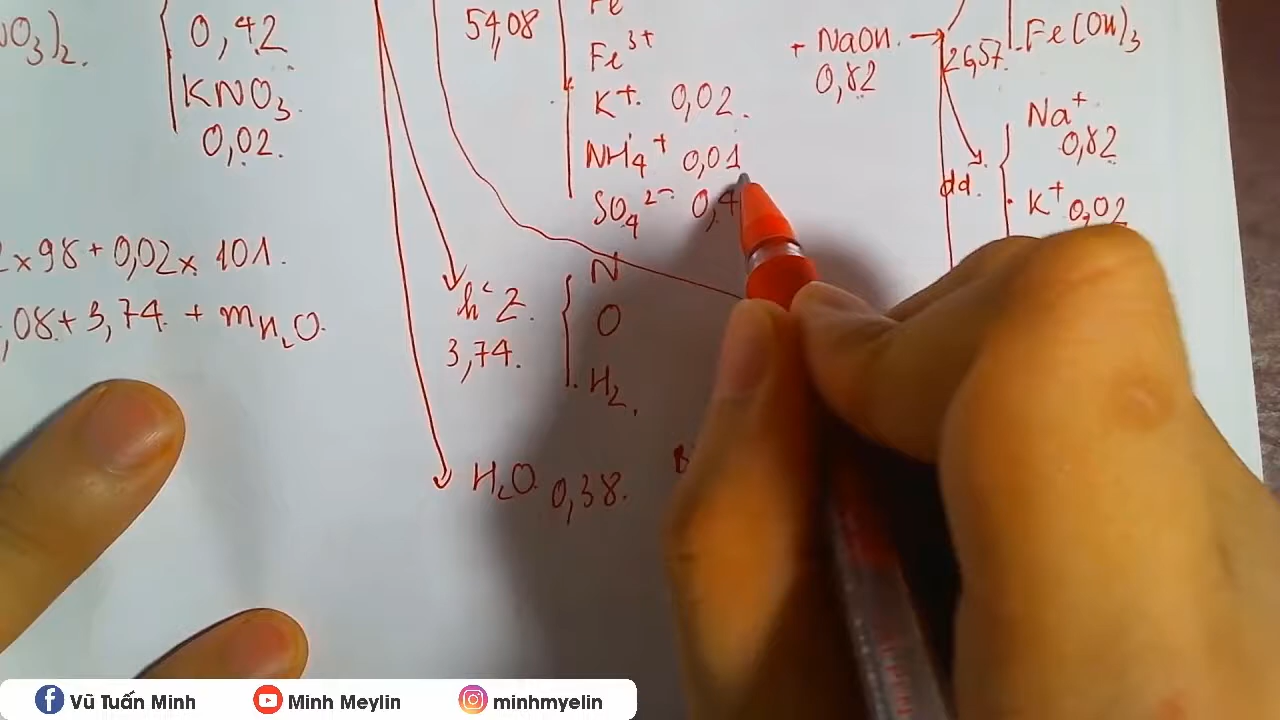 O3)2.
0,42
KNO3.
0,02.
54,08
Fe
Fe3+
K+. 0,02.
NH4+ 0,01
SO42- 0,4
+ NaOH.
0,82
26,57.
Fe(OH)3
dd.
Na+
0,82
K+ 0,02
×98+0,02× 101.
,08+3,74. + mH2O.
h2 Z.
3,74.
N
O
H2.
H2O. 0,38.
Vũ Tuấn Minh
Minh Meylin
minhmyelin